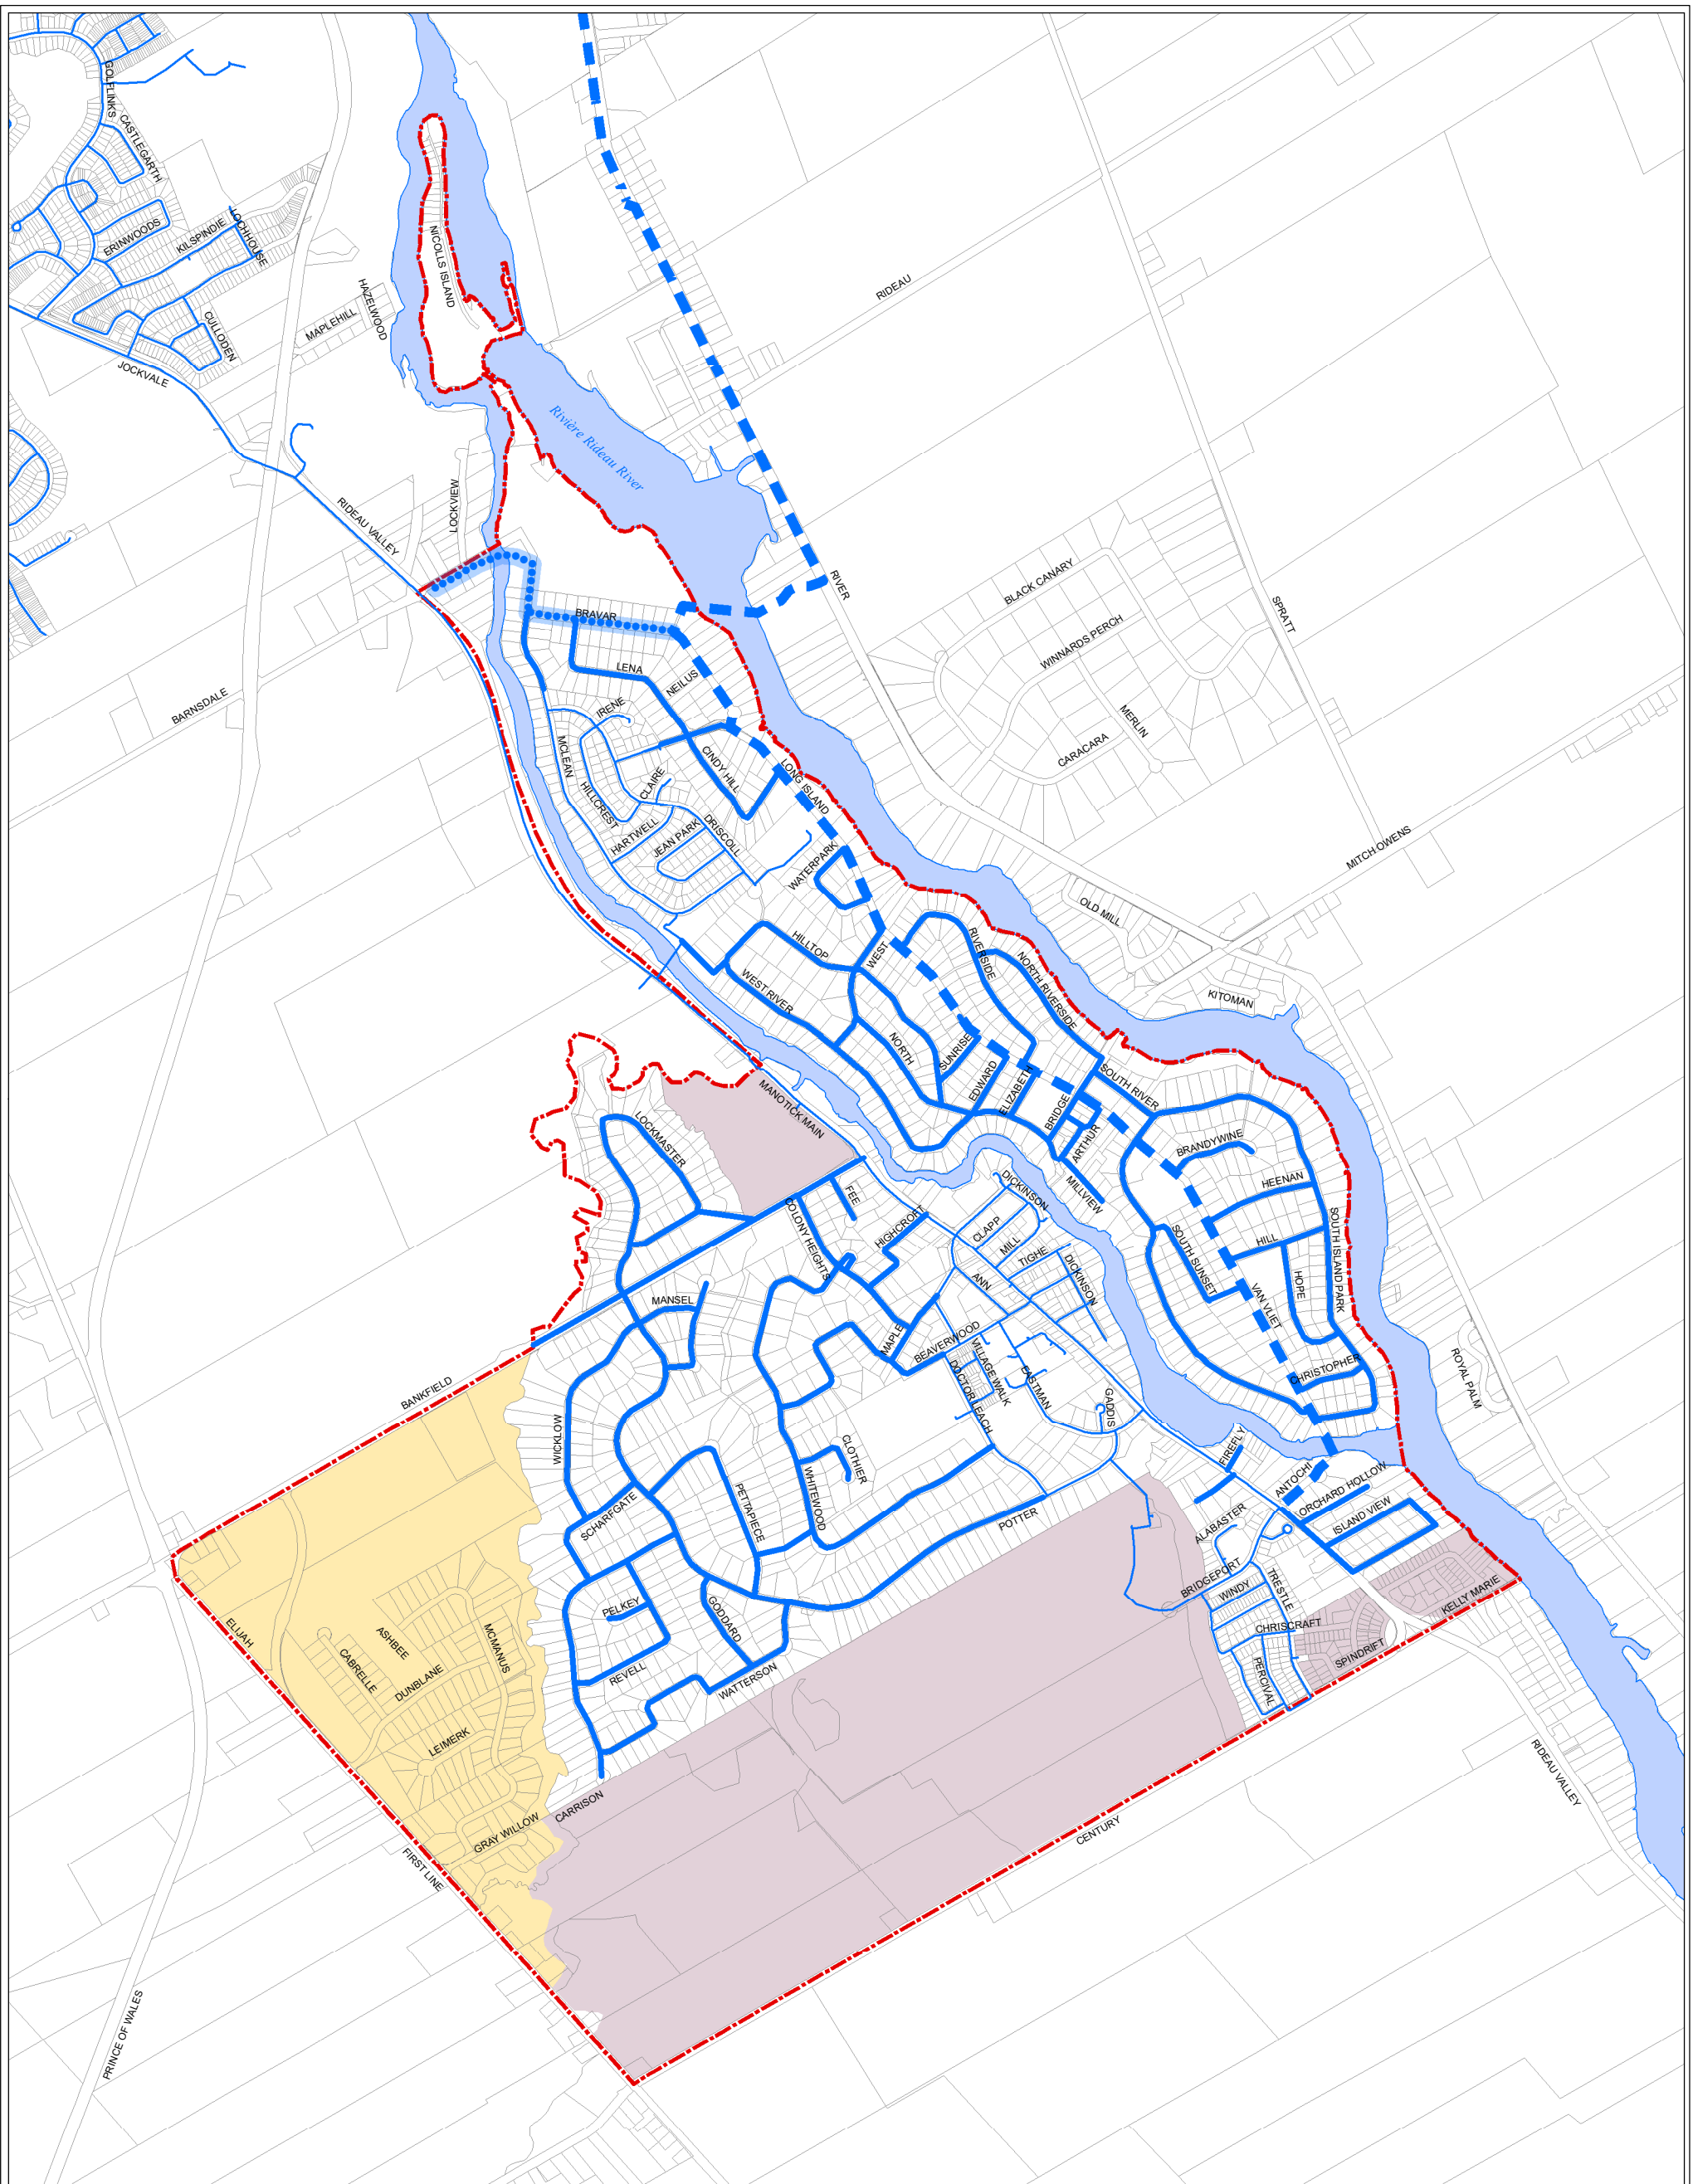 GOLFLINKS
CASTLEGARTH
ERINWOODS
KILSPINDIE
LOCHHOUSE
NICOLLS ISLAND
HAZELWOOD
MAPLEHILL
CULLODEN
JOCKVALE
RIDEAU
Rivière Rideau River
RIDEAU VALLEY
LOCKVIEW
BARNSDALE
BRAVAR
RIVER
BLACK CANARY
SPRATT
WINNARDS PERCH
LENA
NEILUS
IRENE
MERLIN
CARACARA
MCLEAN
CINDY HILL
LONG ISLAND
CLAIRE
HILLCREST
HARTWELL
JEAN PARK
DRISCOLL
WATERPARK
MITCH OWENS
OLD MILL
HILLTOP
WEST
RIVERSIDE
NORTH RIVERSIDE
KITOMAN
WEST RIVER
NORTH
SUNRISE
EDWARD
ELIZABETH
BRIDGE
SOUTH RIVER
ARTHUR
MILLVIEW
BRANDYWINE
HEENAN
HILL
HOPE
SOUTH ISLAND PARK
SOUTH SUNSET
VAN VLIET
CHRISTOPHER
MANOTICK MAIN
LOCKMASTER
FEE
COLONY HEIGHTS
HIGHCROFT
DICKINSON
CLAPP
MILL
TIGHE
DICKINSON
ANN
MANSEL
MAPLE
BEAVERWOOD
VILLAGE WALK
DOCTOR LEACH
EASTMAN
GADDIS
ROYAL PALM
BANKFIELD
WICKLOW
CLOTHIER
WHITEWOOD
PETTAPIECE
SCHARFGATE
POTTER
FIREFLY
ANTOCHI
ORCHARD HOLLOW
ISLAND VIEW
ALABASTER
BRIDGEPORT
WINDY
TRESTLE
CHRISCRAFT
KELLY MARIE
SPINDRIFT
PERCIVAL
PELKEY
GODDARD
REVELL
WATTERSON
ELIJAH
CABRELLE
ASHBEE
DUNBLANE
MCMANUS
LEIMERK
GRAY WILLOW
CARRISON
FIRST LINE
CENTURY
RIDEAU VALLEY
PRINCE OF WALES